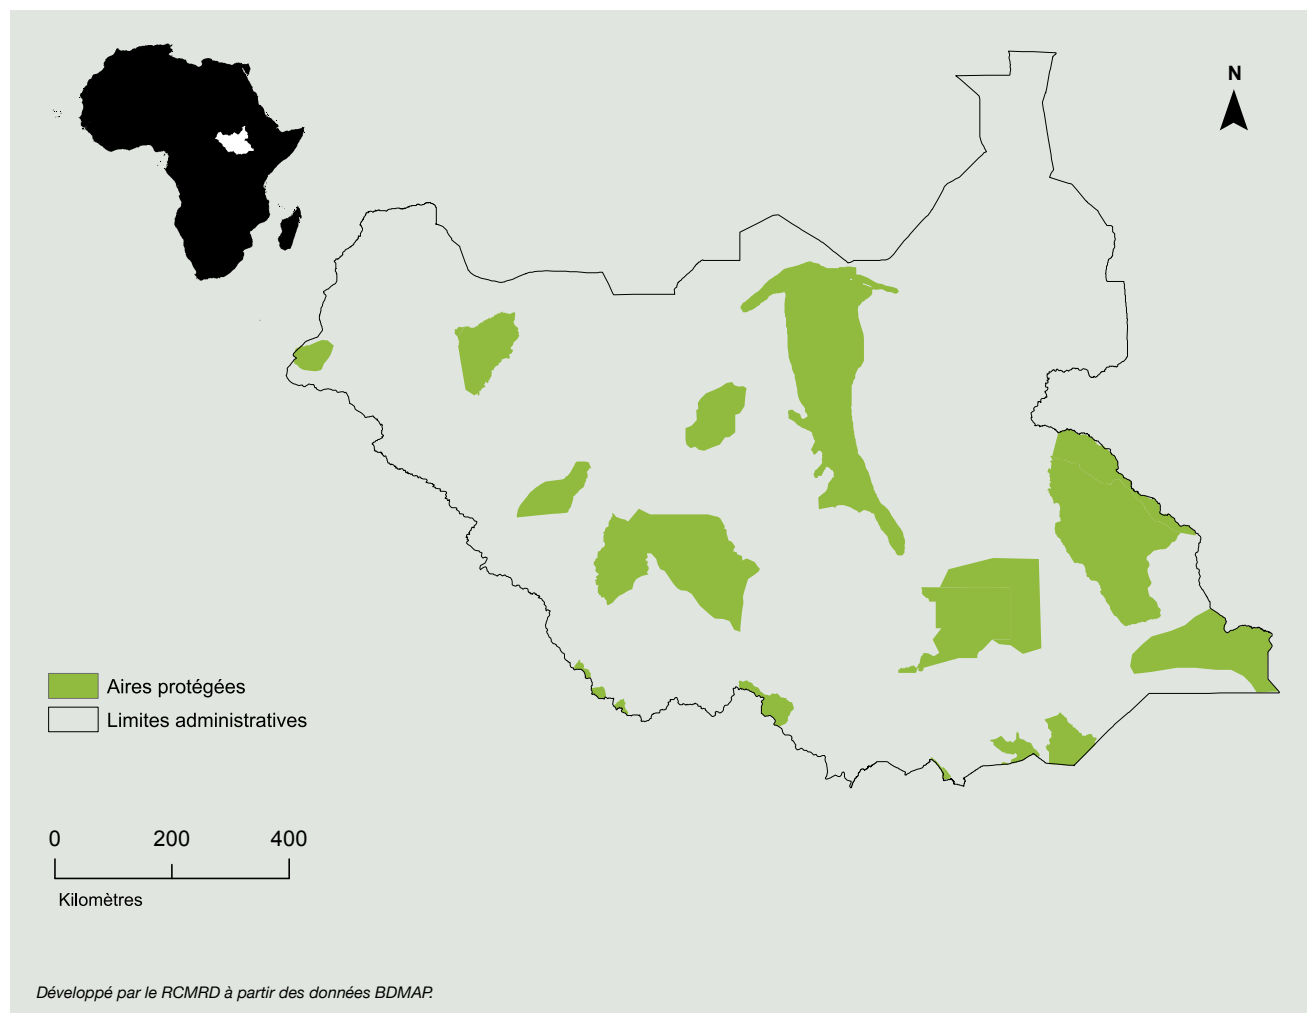 N
Aires protégées
Limites administratives
0 200 400
Kilomètres
Développé par le RCMRD à partir des données BDMAP.